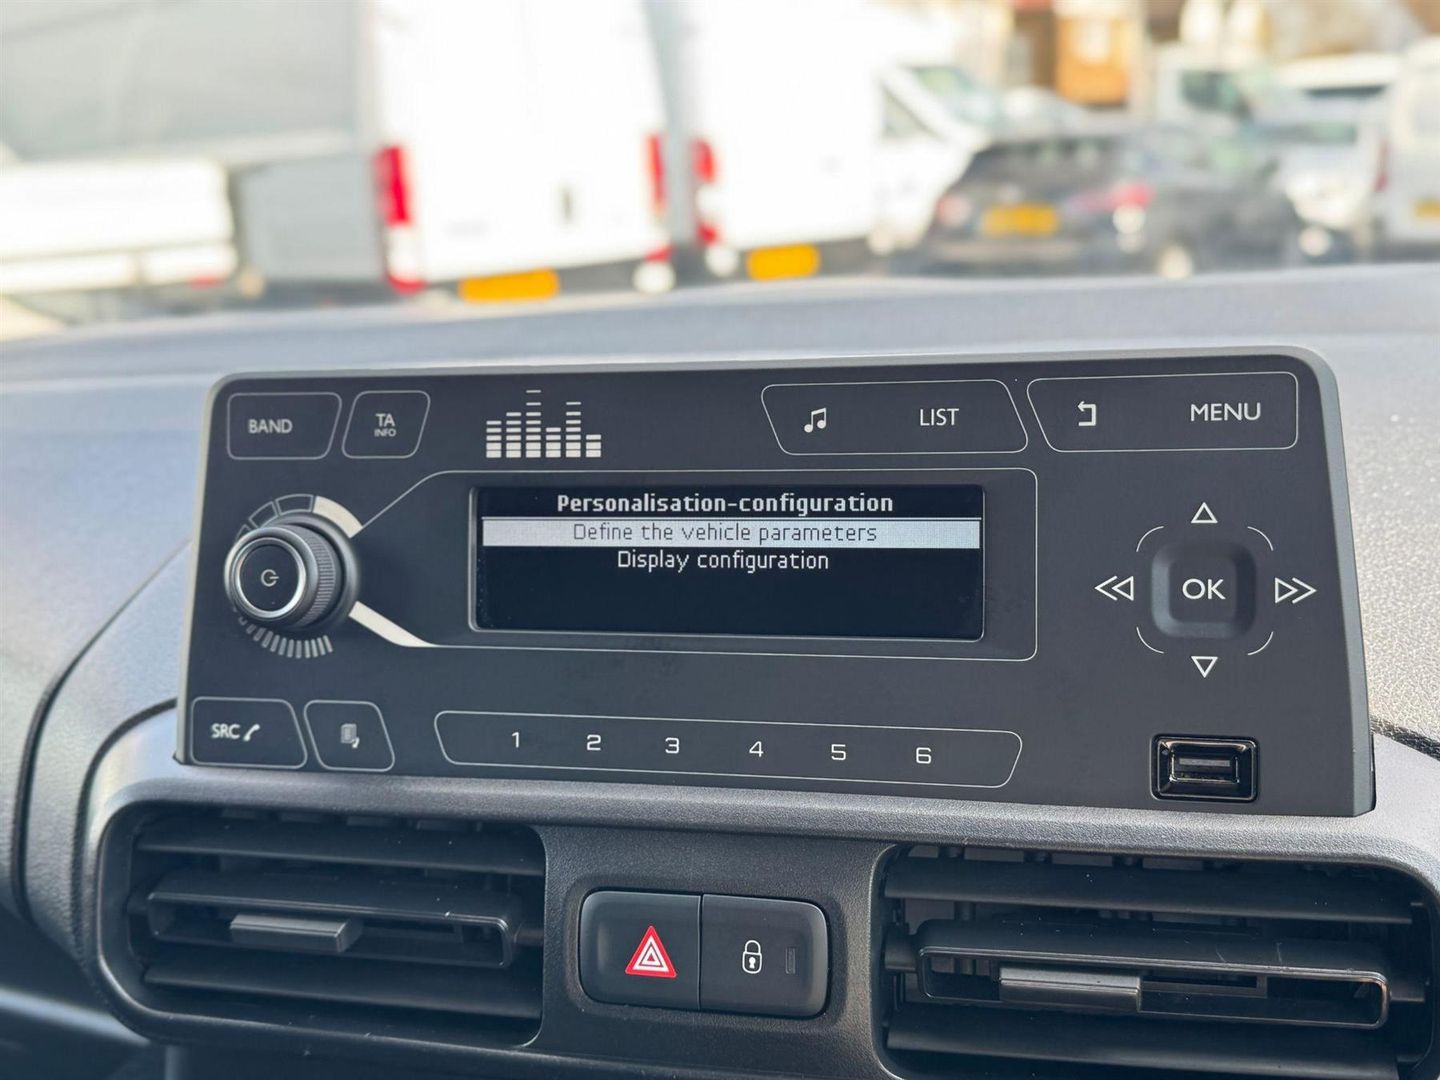 BAND
TA
INFO
LIST
MENU
Personalisation-configuration
Define the vehicle parameters
Display configuration
OK
SRC
1 2 3 4 5 6